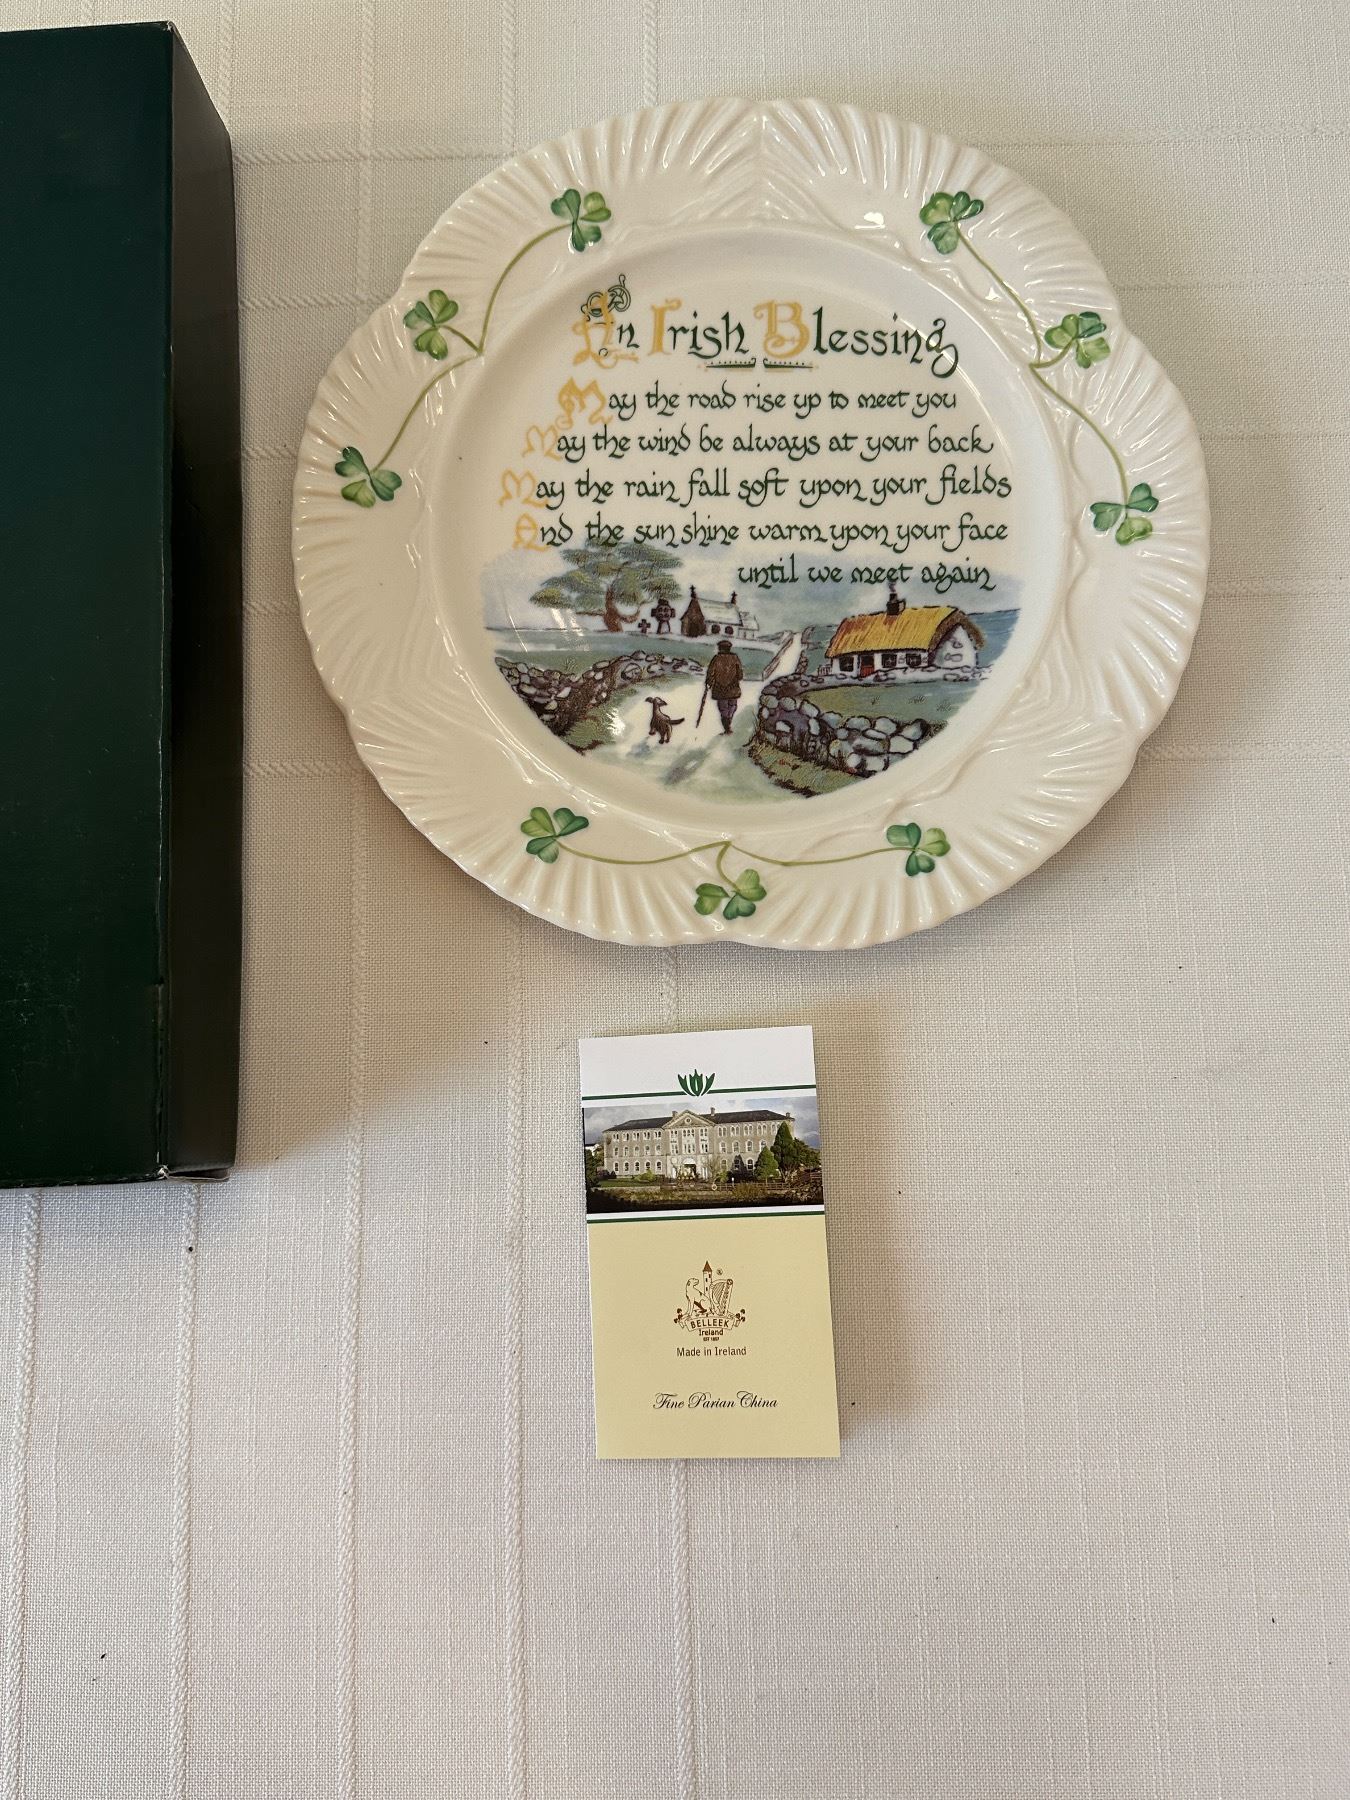 An Irish Blessing
May the road rise up to meet you
May the wind be always at your back
May the rain fall soft upon your fields
And the sun shine warm upon your face
until we meet again
®
BELLEEK
Ireland
EST 1857
Made in Ireland
Fine Parian China